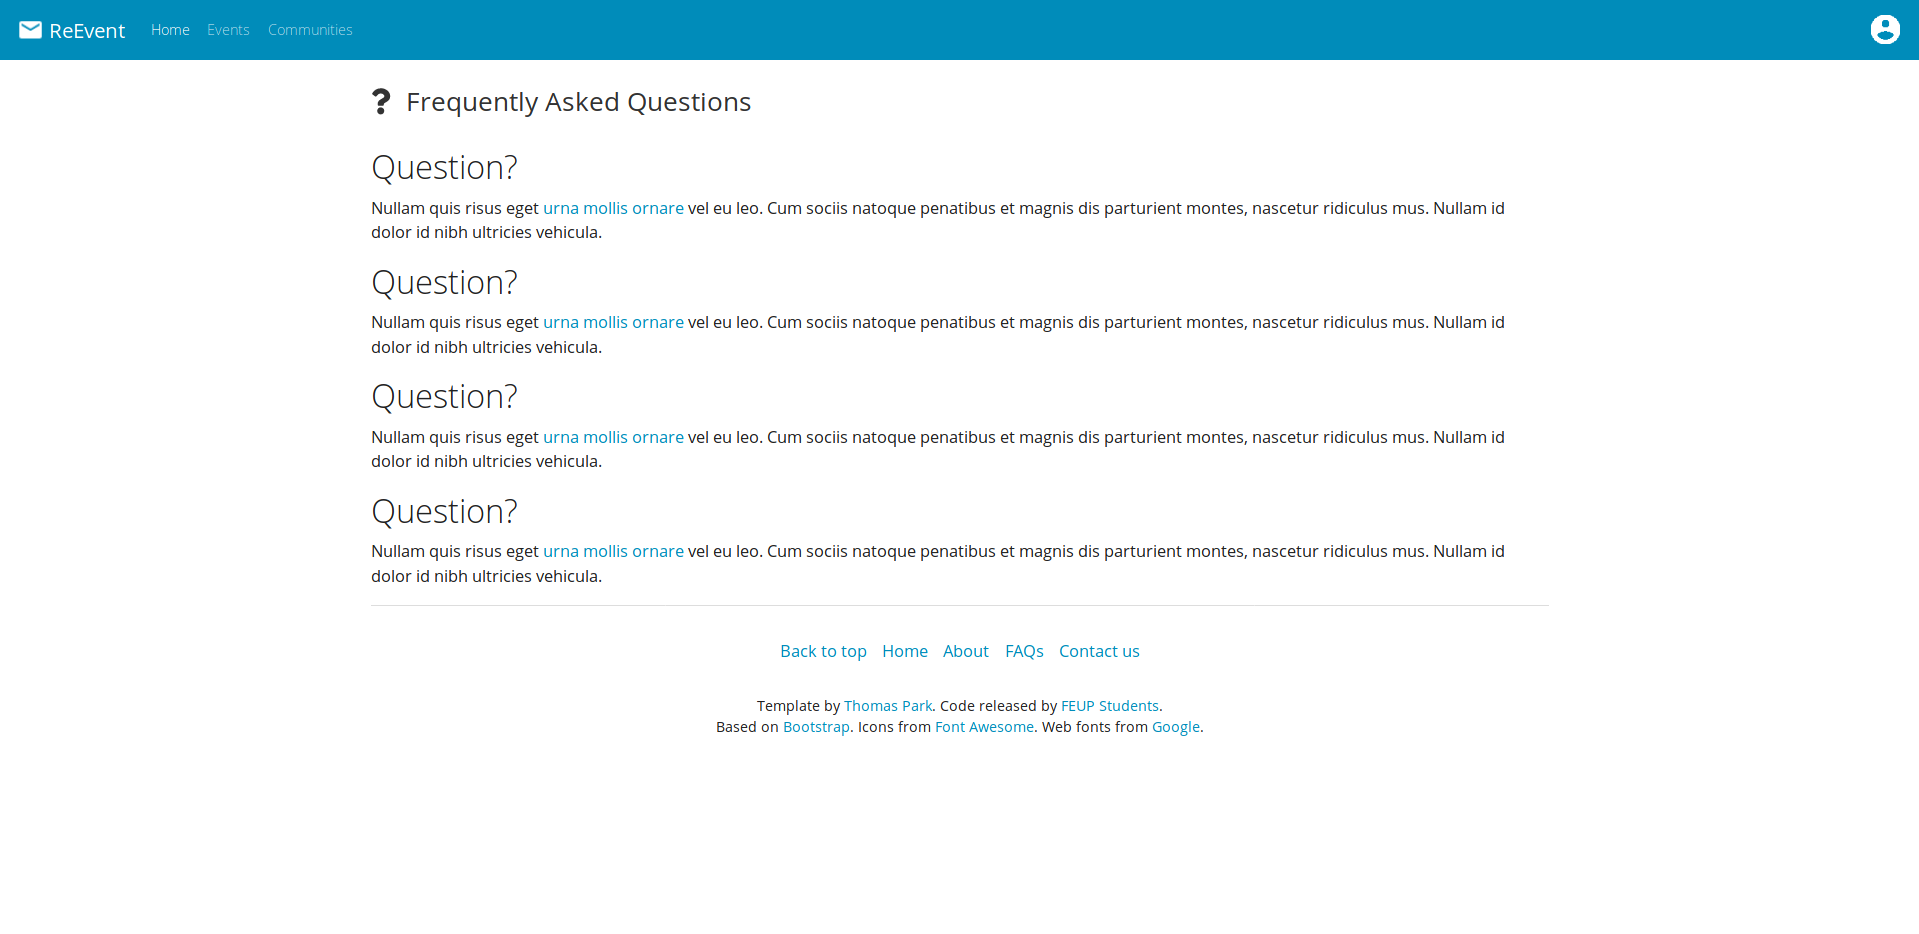 ReEvent Home Events Communities
Frequently Asked Questions
Question?
Nullam quis risus eget urna mollis ornare vel eu leo. Cum sociis natoque penatibus et magnis dis parturient montes, nascetur ridiculus mus. Nullam id
dolor id nibh ultricies vehicula.
Question?
Nullam quis risus eget urna mollis ornare vel eu leo. Cum sociis natoque penatibus et magnis dis parturient montes, nascetur ridiculus mus. Nullam id
dolor id nibh ultricies vehicula.
Question?
Nullam quis risus eget urna mollis ornare vel eu leo. Cum sociis natoque penatibus et magnis dis parturient montes, nascetur ridiculus mus. Nullam id
dolor id nibh ultricies vehicula.
Question?
Nullam quis risus eget urna mollis ornare vel eu leo. Cum sociis natoque penatibus et magnis dis parturient montes, nascetur ridiculus mus. Nullam id
dolor id nibh ultricies vehicula.
Back to top Home About FAQs Contact us
Template by Thomas Park. Code released by FEUP Students.
Based on Bootstrap. Icons from Font Awesome. Web fonts from Google.